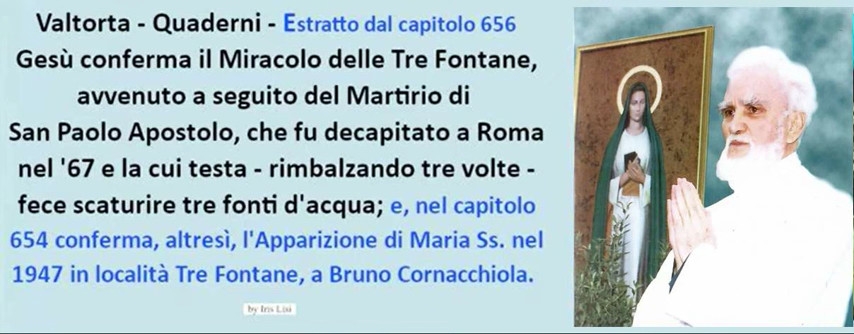 Valtorta - Quaderni - Estratto dal capitolo 656
Gesù conferma il Miracolo delle Tre Fontane,
avvenuto a seguito del Martirio di
San Paolo Apostolo, che fu decapitato a Roma
nel '67 e la cui testa - rimbalzando tre volte -
fece scaturire tre fonti d'acqua; e, nel capitolo
654 conferma, altresì, l'Apparizione di Maria Ss. nel
1947 in località Tre Fontane, a Bruno Cornacchiola.
by Iris Lisi